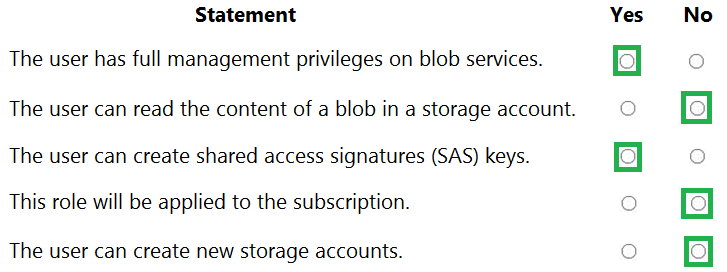 Statement Yes No
The user has full management privileges on blob services.
The user can read the content of a blob in a storage account.
The user can create shared access signatures (SAS) keys.
This role will be applied to the subscription.
The user can create new storage accounts.